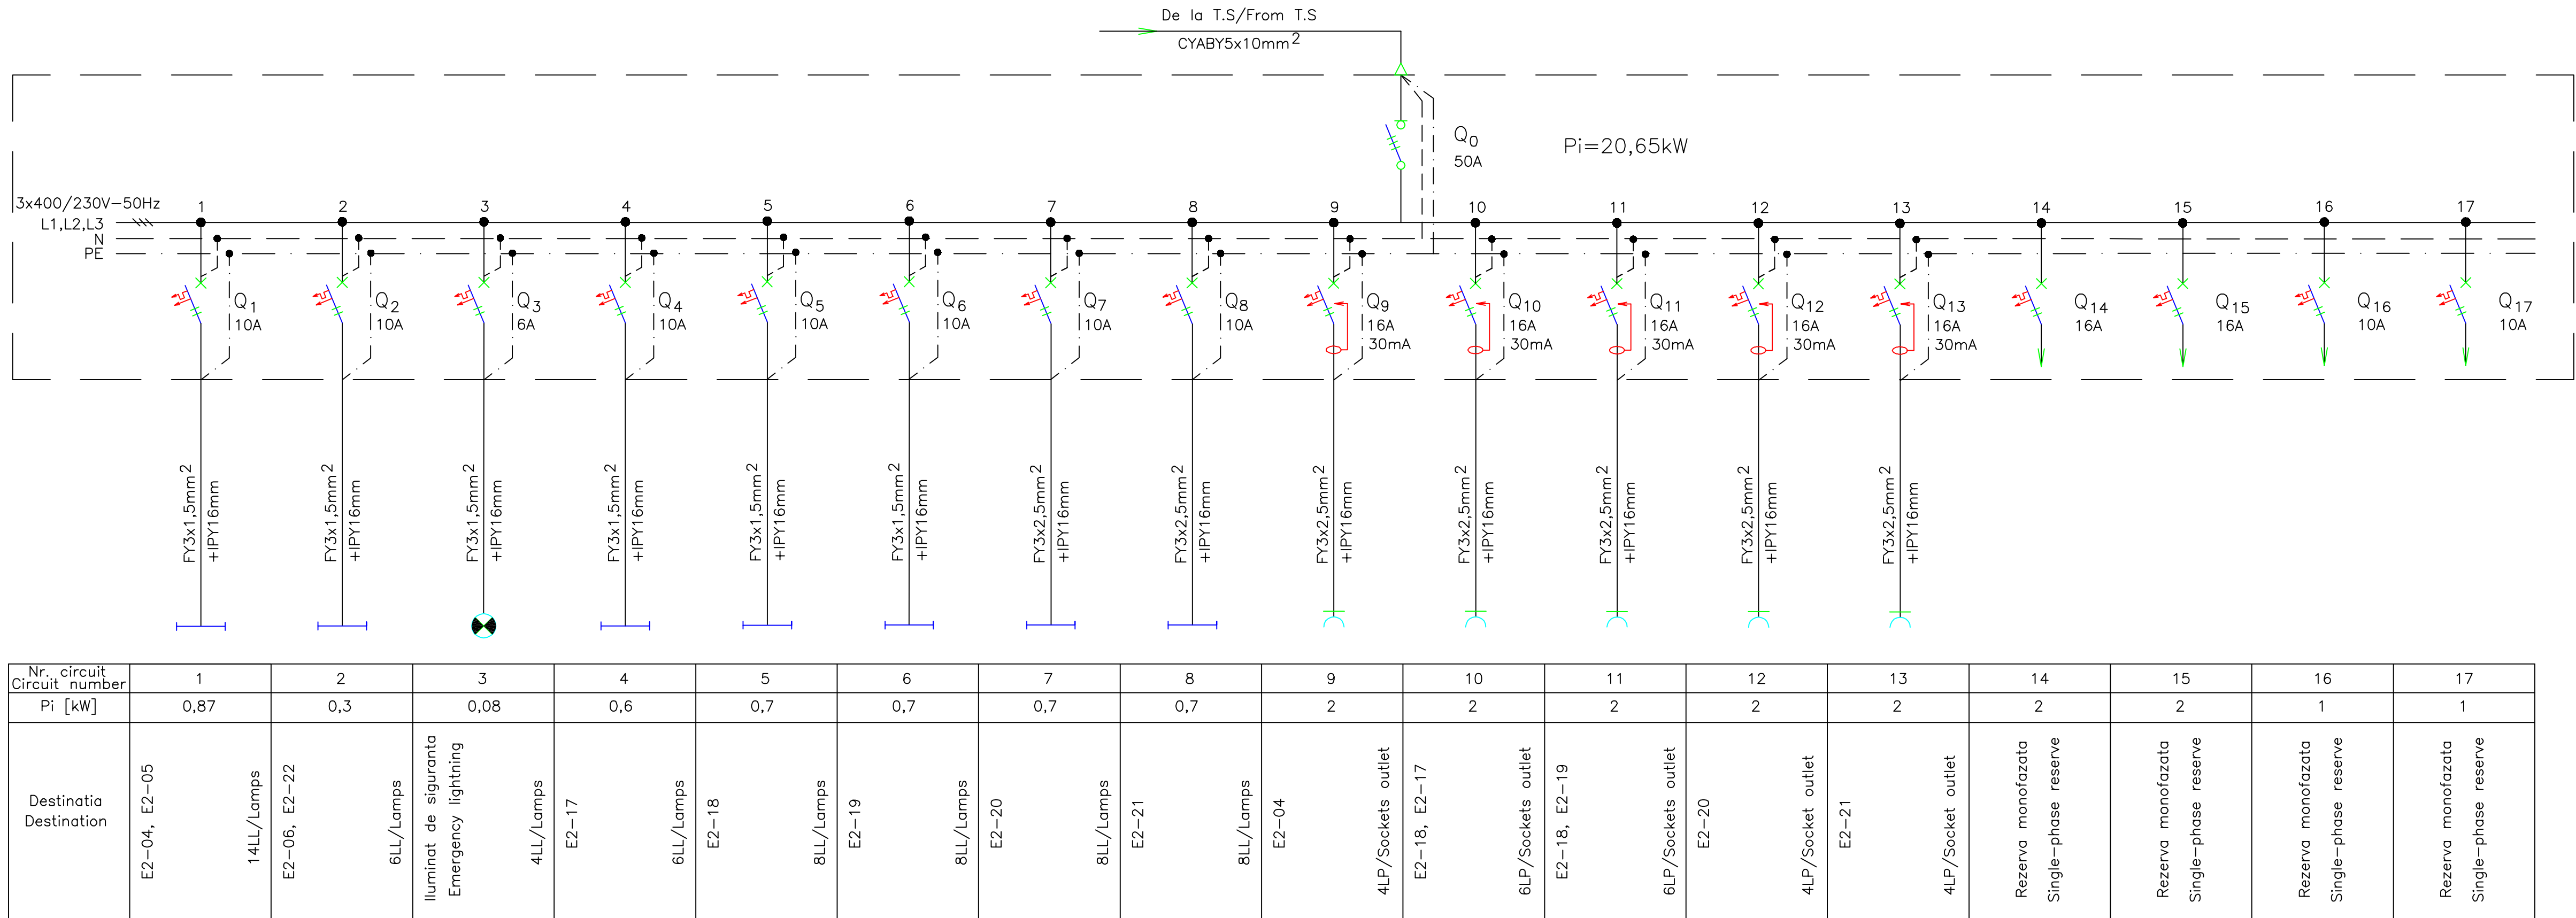 De la T.S/From T.S
CYABY5x10mm²
Q0
50A
Pi=20,65kW
3x400/230V-50Hz
L1,L2,L3
N
PE
1 2 3 4 5 6 7 8 9 10 11 12 13 14 15 16 17
Q1
10A
Q2
10A
Q3
6A
Q4
10A
Q5
10A
Q6
10A
Q7
10A
Q8
10A
Q9
16A
30mA
Q10
16A
30mA
Q11
16A
30mA
Q12
16A
30mA
Q13
16A
30mA
Q14
16A
Q15
16A
Q16
10A
Q17
10A
FY3x1,5mm²
+IPY16mm
FY3x1,5mm²
+IPY16mm
FY3x1,5mm²
+IPY16mm
FY3x1,5mm²
+IPY16mm
FY3x1,5mm²
+IPY16mm
FY3x1,5mm²
+IPY16mm
FY3x2,5mm²
+IPY16mm
FY3x2,5mm²
+IPY16mm
FY3x2,5mm²
+IPY16mm
FY3x2,5mm²
+IPY16mm
FY3x2,5mm²
+IPY16mm
FY3x2,5mm²
+IPY16mm
FY3x2,5mm²
+IPY16mm
Nr. circuit
Circuit number
1 2 3 4 5 6 7 8 9 10 11 12 13 14 15 16 17
Pi [kW] 0,87 0,3 0,08 0,6 0,7 0,7 0,7 0,7 2 2 2 2 2 2 2 1 1
Destinatia
Destination
E2-04, E2-05
14LL/Lamps
E2-06, E2-22
6LL/Lamps
Iluminat de siguranta
Emergency lightning
4LL/Lamps
E2-17
6LL/Lamps
E2-18
8LL/Lamps
E2-19
8LL/Lamps
E2-20
8LL/Lamps
E2-21
8LL/Lamps
E2-04
4LP/Sockets outlet
E2-18, E2-17
6LP/Sockets outlet
E2-18, E2-19
6LP/Sockets outlet
E2-20
4LP/Socket outlet
E2-21
4LP/Socket outlet
Rezerva monofazata
Single-phase reserve
Rezerva monofazata
Single-phase reserve
Rezerva monofazata
Single-phase reserve
Rezerva monofazata
Single-phase reserve